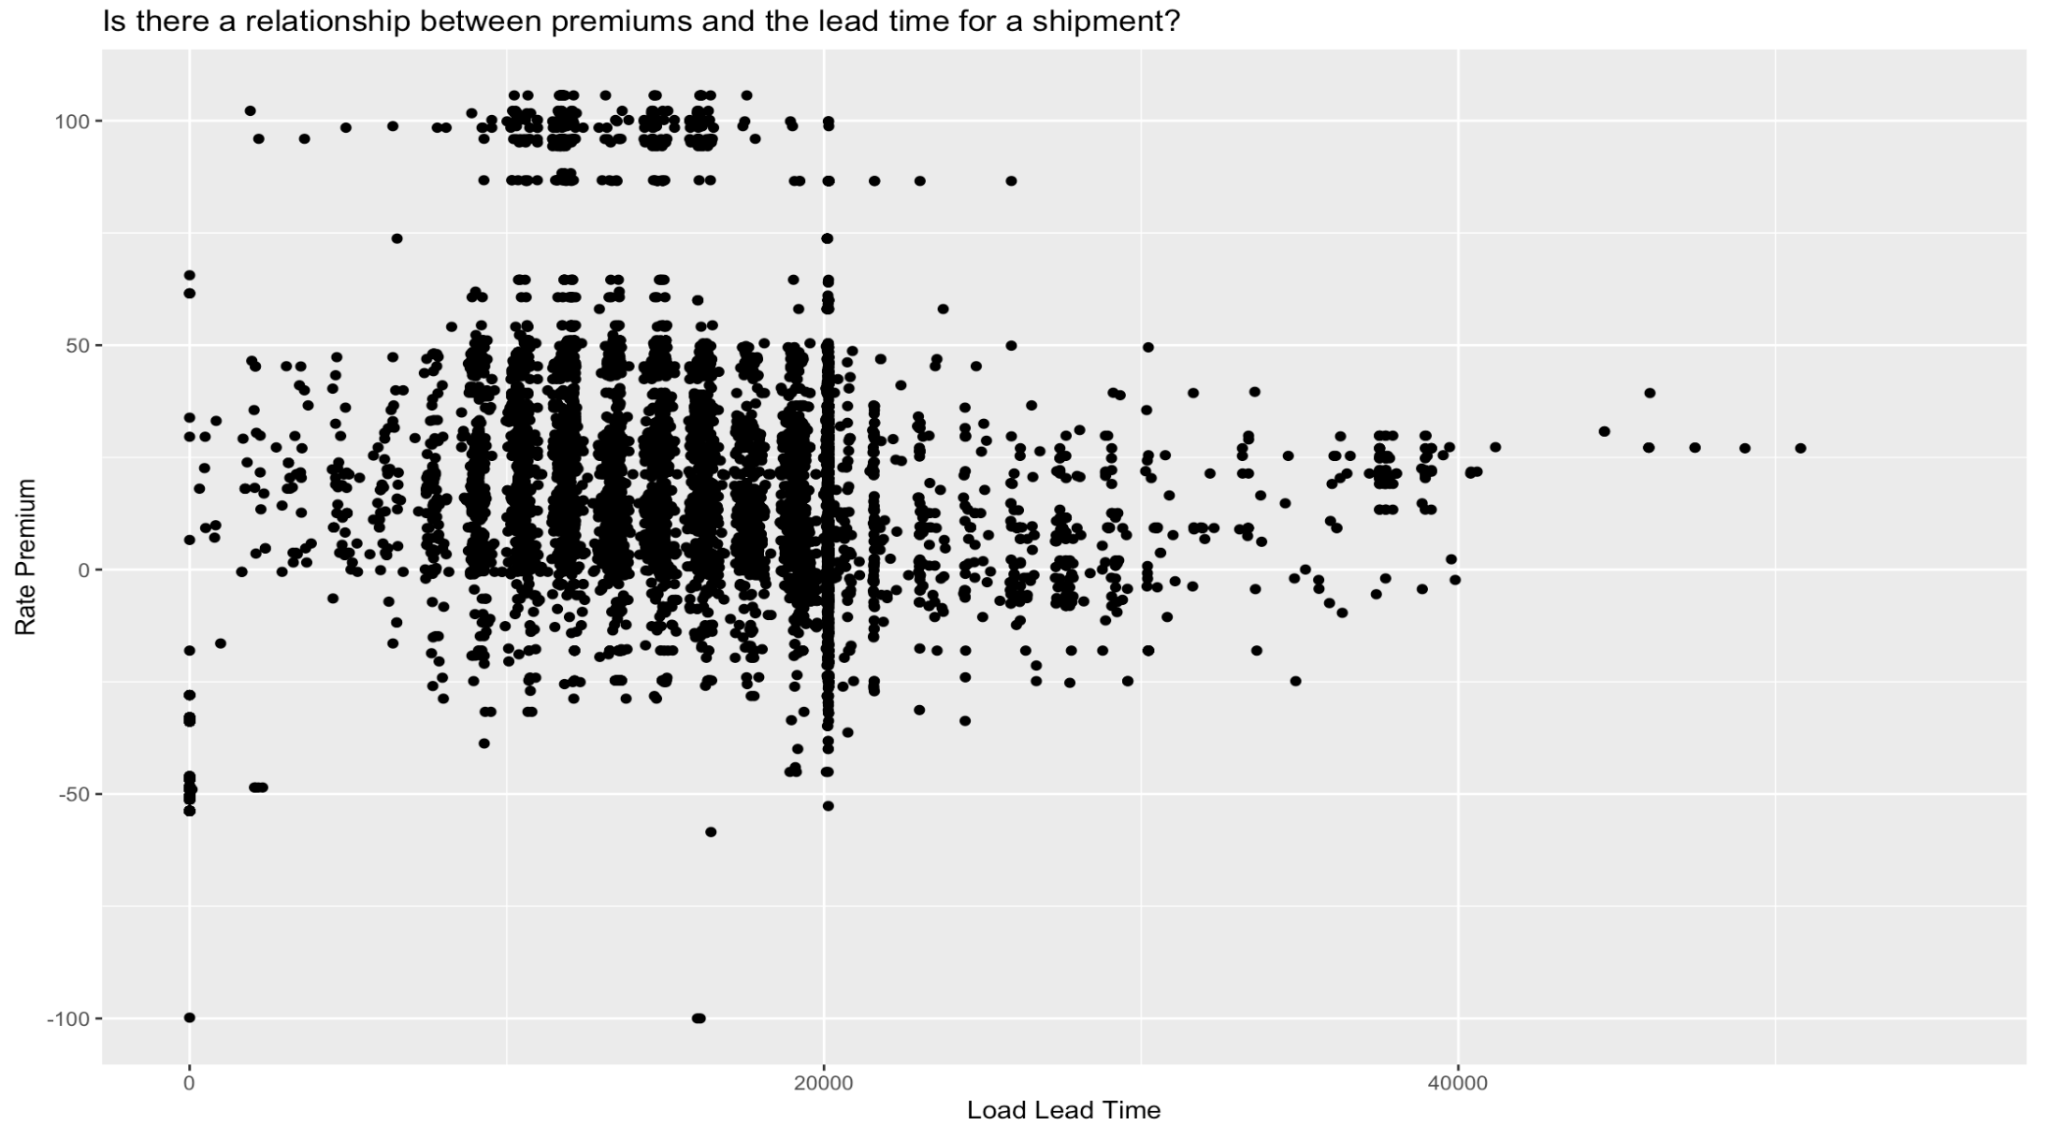 Is there a relationship between premiums and the lead time for a shipment?
100
50
0
-50
-100
Rate Premium
0
20000
40000
Load Lead Time